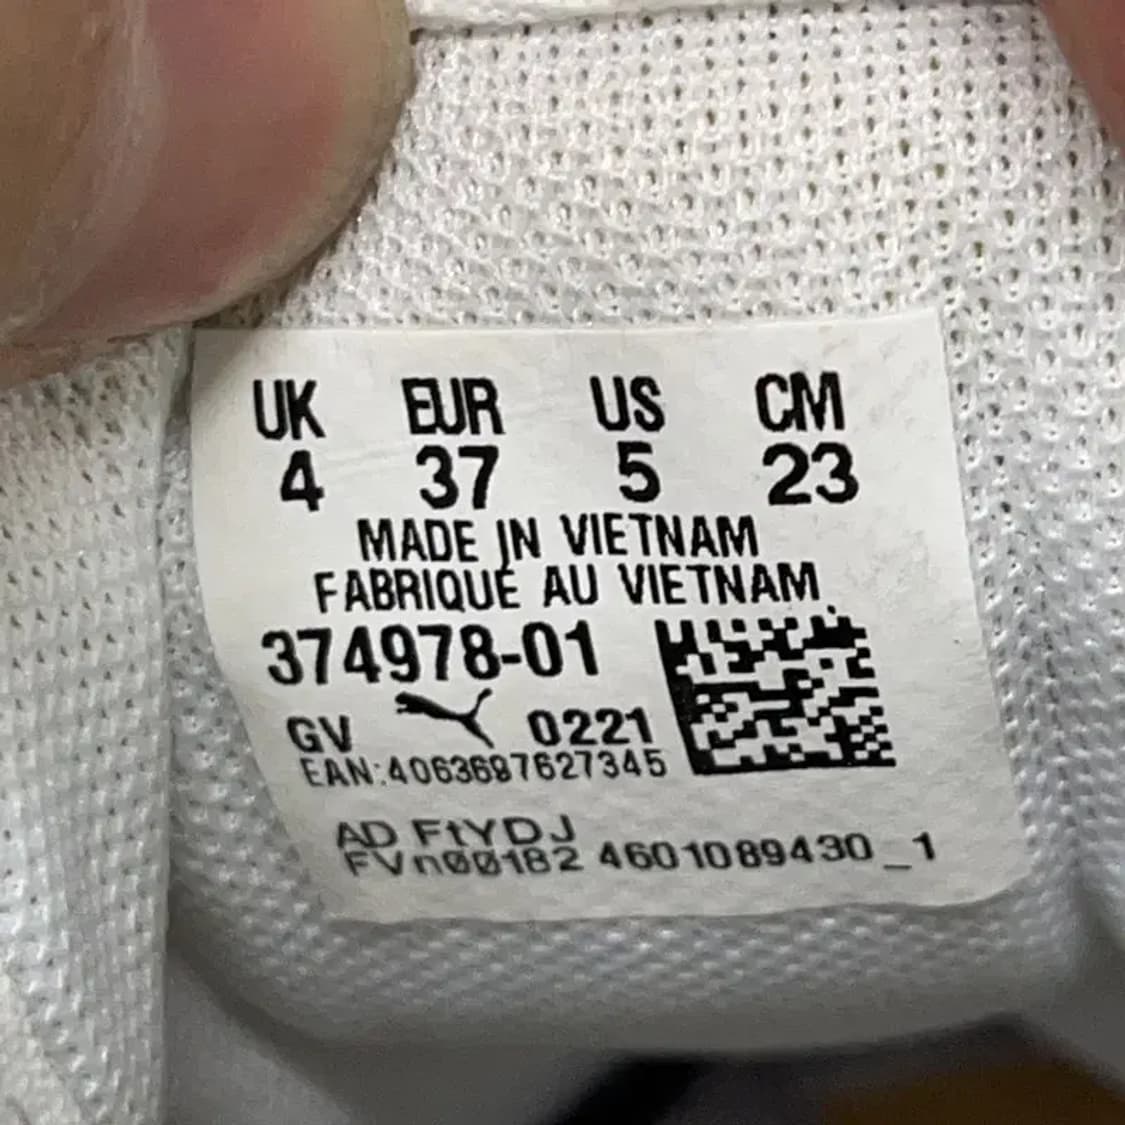 UK EUR US CM
4 37 5 23
MADE IN VIETNAM
FABRIQUÉ AU VIETNAM
374978-01
GV 0221
EAN:4063697627345
AD FtYDJ
FVn00182 4601089430_1